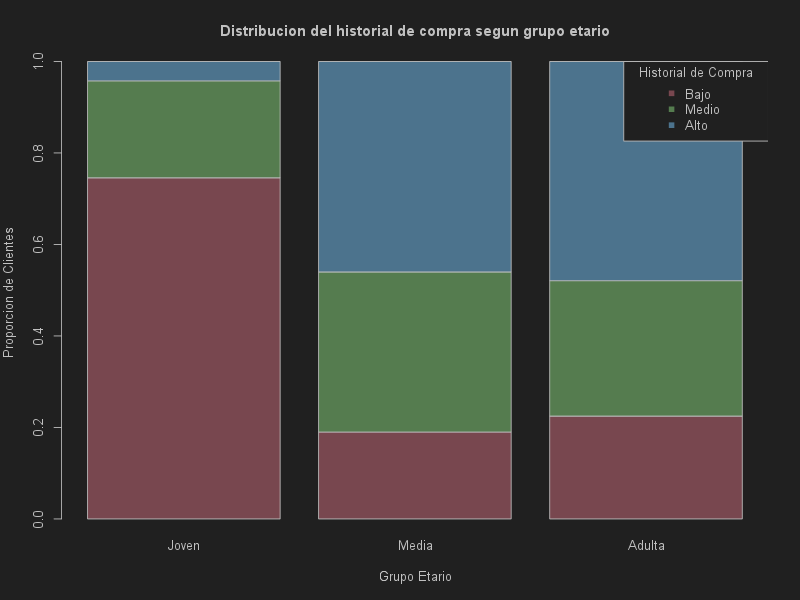 Distribucion del historial de compra segun grupo etario
Historial de Compra
Bajo
Medio
Alto
Proporcion de Clientes
1.0
0.8
0.6
0.4
0.2
0.0
Joven
Media
Adulta
Grupo Etario